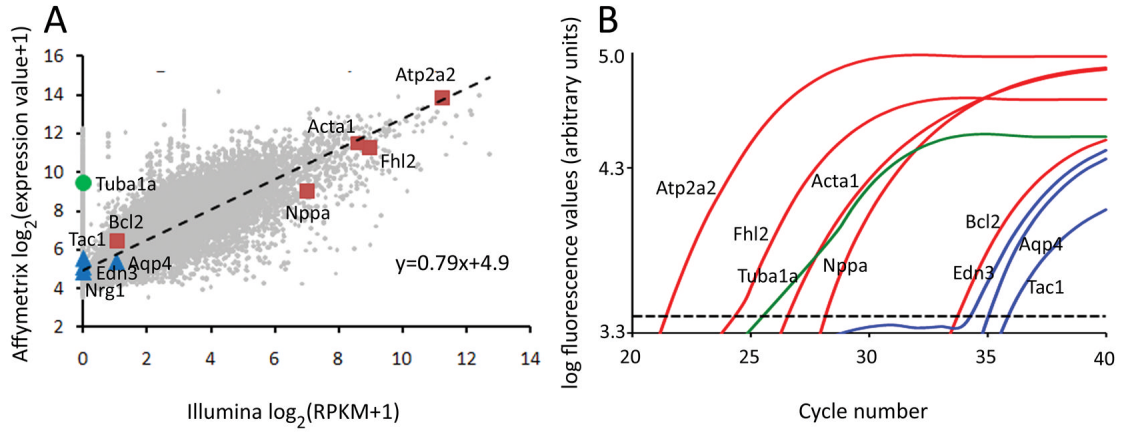 A
Affymetrix log2(expression value+1)
16
14
12
10
8
6
4
2
0
2
4
6
8
10
12
14
Atp2a2
Acta1
Fhl2
Nppa
Tuba1a
Bcl2
Tac1
Aqp4
Edn3
Nrg1
y=0.79x+4.9
Illumina log2(RPKM+1)
B
log fluorescence values (arbitrary units)
5.0
4.3
3.3
20
25
30
35
40
Atp2a2
Acta1
Fhl2
Tuba1a
Nppa
Bcl2
Aqp4
Edn3
Tac1
Cycle number